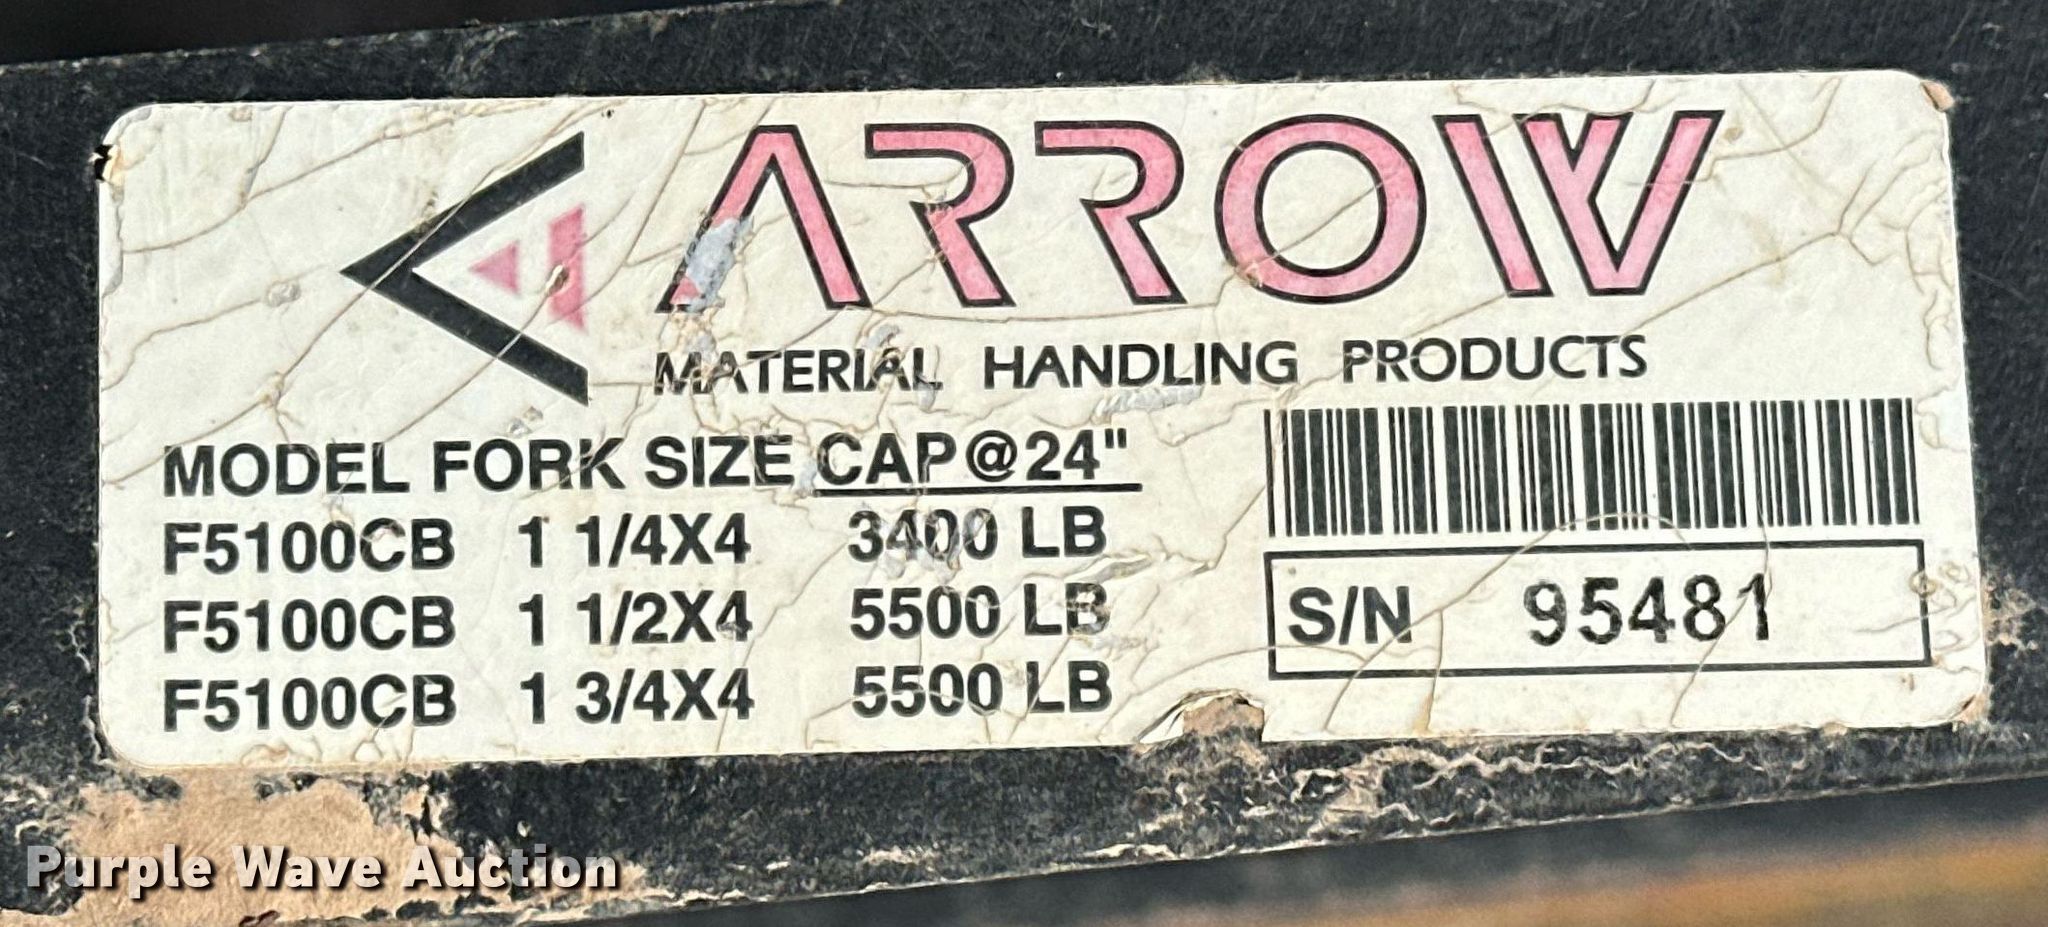 ARROW
MATERIAL HANDLING PRODUCTS
MODEL FORK SIZE CAP@24"
F5100CB 1 1/4X4 3400 LB
F5100CB 1 1/2X4 5500 LB
F5100CB 1 3/4X4 5500 LB
S/N 95481
Purple Wave Auction